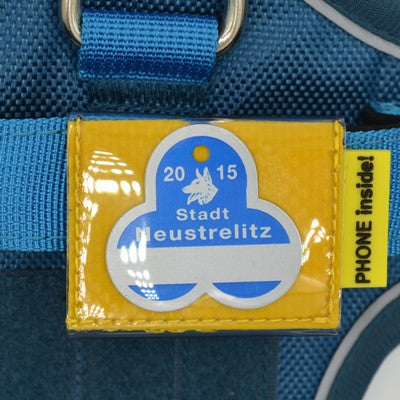 20 15
Stadt
Neustrelitz
PHONE inside!